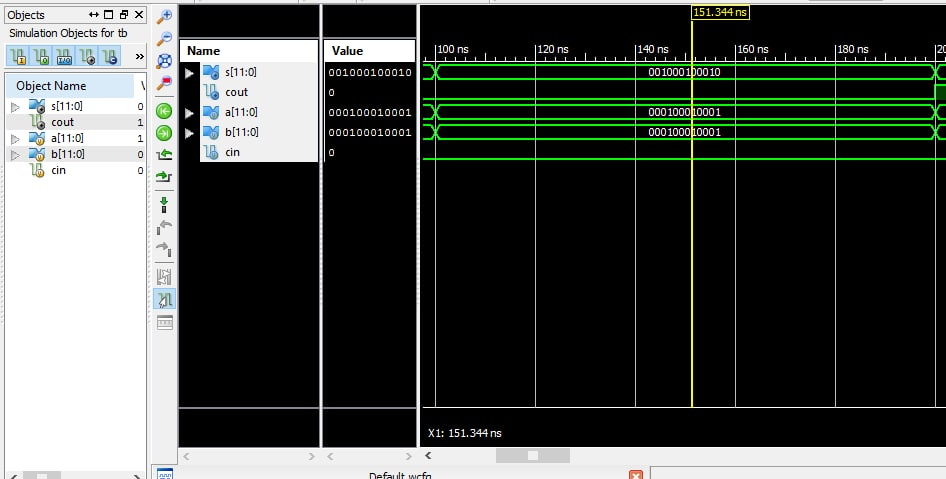 Objects
Simulation Objects for tb
»
Object Name
s[11:0] 0
cout 1
a[11:0] 1
b[11:0] 0
cin 0
Name
s[11:0]
cout
a[11:0]
b[11:0]
cin
Value
001000100010
0
000100010001
000100010001
0
151.344 ns
100 ns 120 ns 140 ns 160 ns 180 ns
001000100010
000100010001
000100010001
X1: 151.344 ns
Default.wcfg